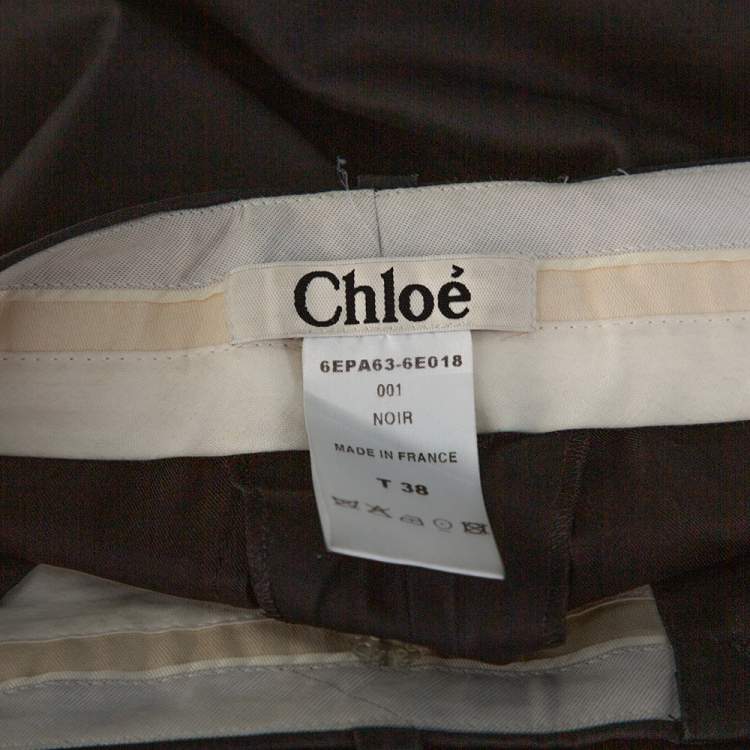 Chloé
6EPA63-6E018
001
NOIR
MADE IN FRANCE
T 38